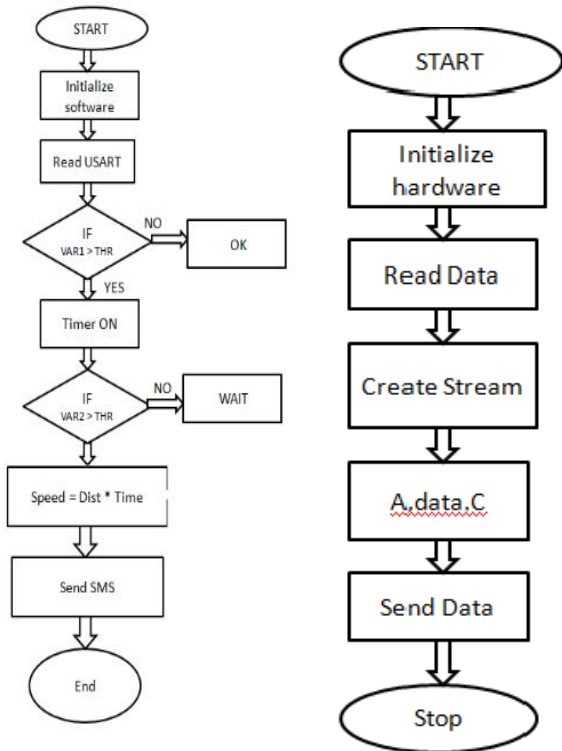 START
Initialize
software
Read USART
IF
VAR1 > THR
NO
OK
YES
Timer ON
IF
VAR2 > THR
NO
WAIT
Speed = Dist * Time
Send SMS
End
START
Initialize
hardware
Read Data
Create Stream
A,data.C
Send Data
Stop